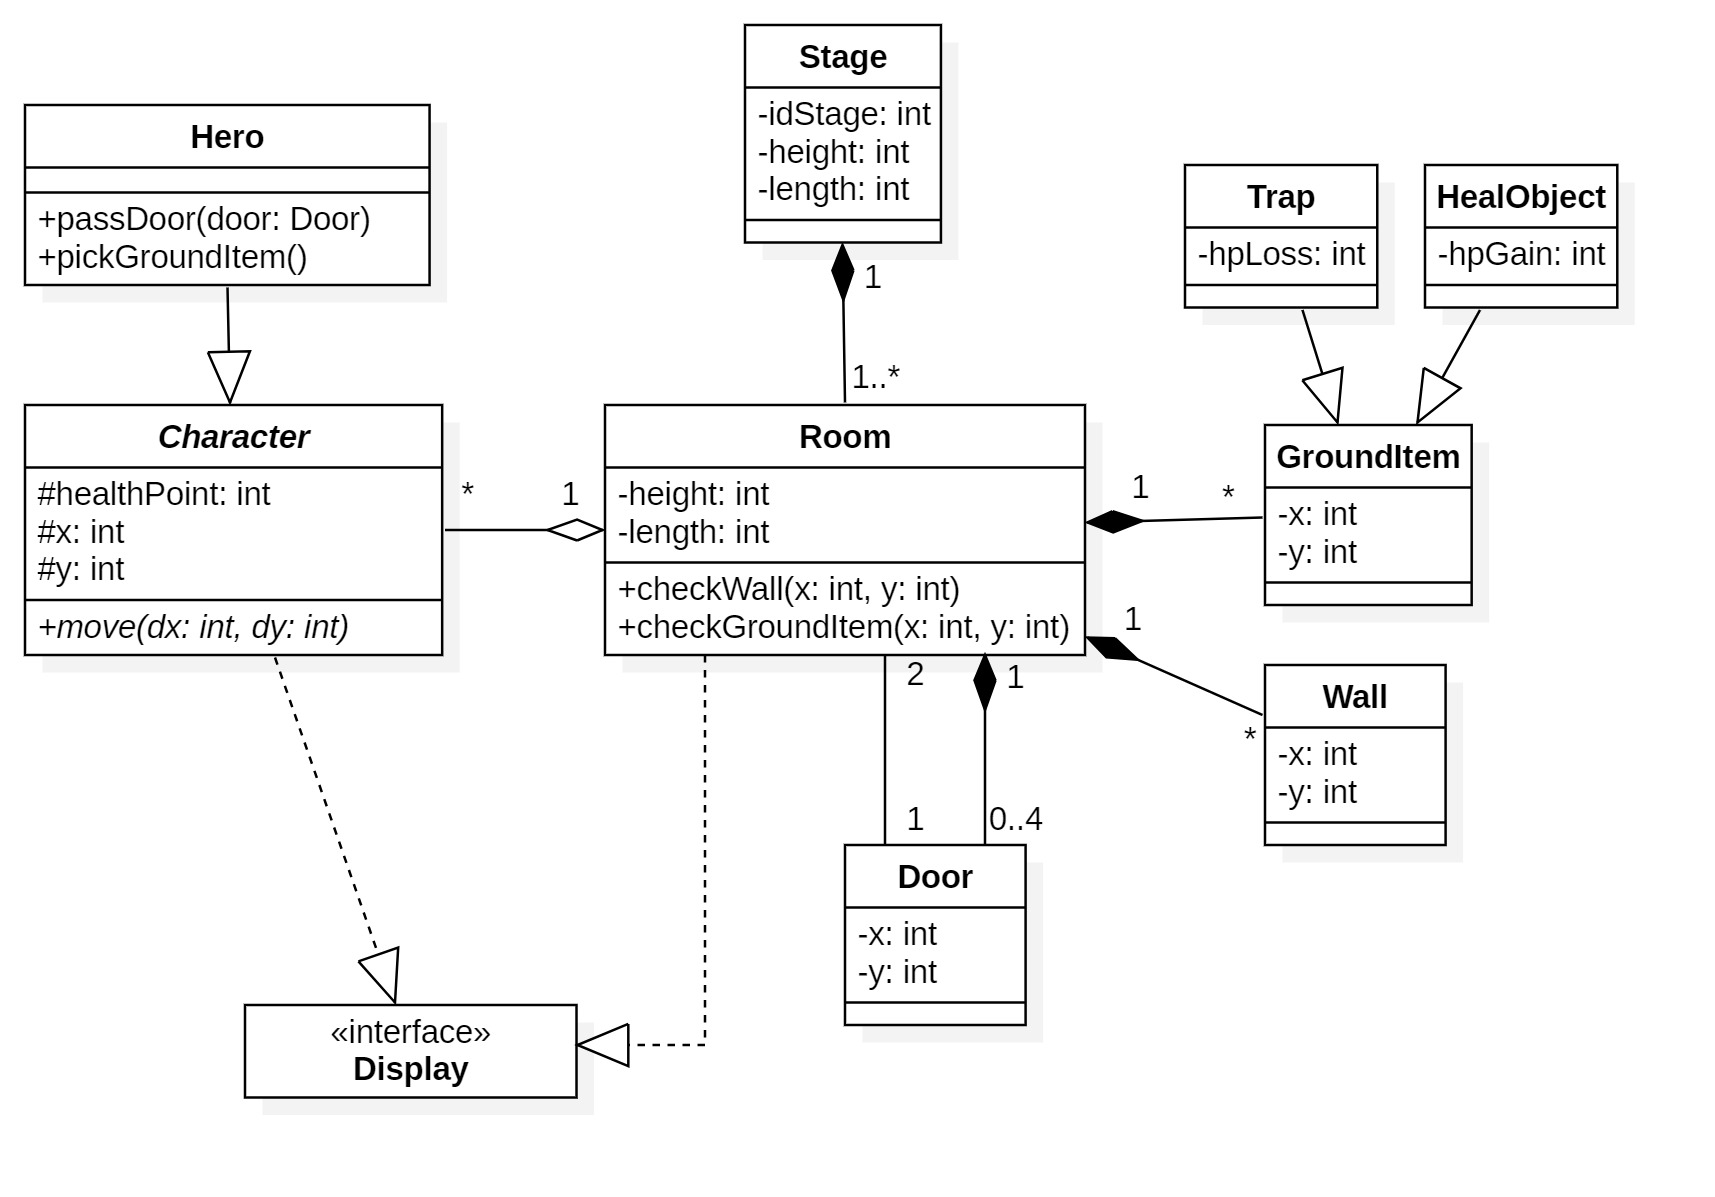 Stage
-idStage: int
-height: int
-length: int
Hero
+passDoor(door: Door)
+pickGroundItem()
Trap
-hpLoss: int
HealObject
-hpGain: int
1
1..*
Character
#healthPoint: int
#x: int
#y: int
+move(dx: int, dy: int)
*
1
Room
-height: int
-length: int
+checkWall(x: int, y: int)
+checkGroundItem(x: int, y: int)
1
*
GroundItem
-x: int
-y: int
1
*
Wall
-x: int
-y: int
2
1
1
0..4
Door
-x: int
-y: int
«interface»
Display